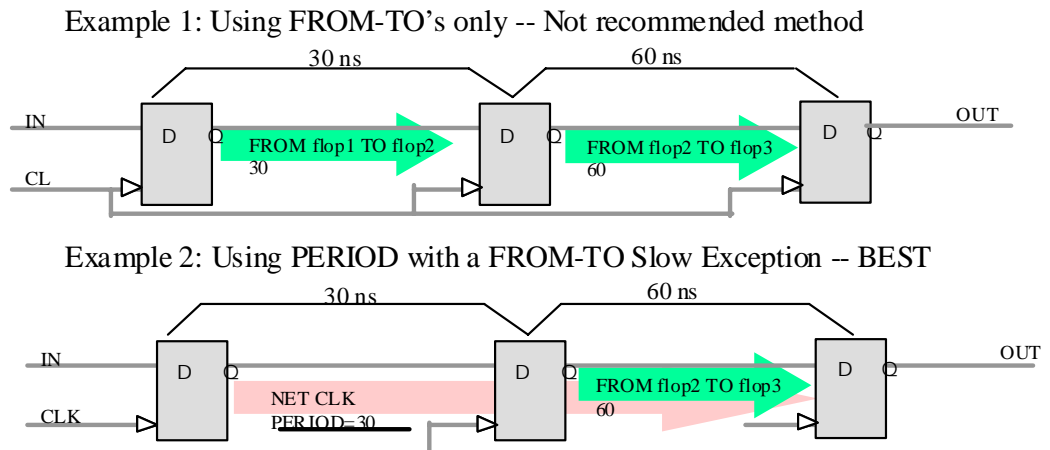 Example 1: Using FROM-TO's only -- Not recommended method
30 ns
60 ns
IN
D
Q
FROM flop1 TO flop2
30
D
FROM flop2 TO flop3
60
D
Q
OUT
CL
Example 2: Using PERIOD with a FROM-TO Slow Exception -- BEST
30 ns
60 ns
IN
D
Q
D
Q
FROM flop2 TO flop3
60
D
Q
OUT
NET CLK
PERIOD=30
CLK